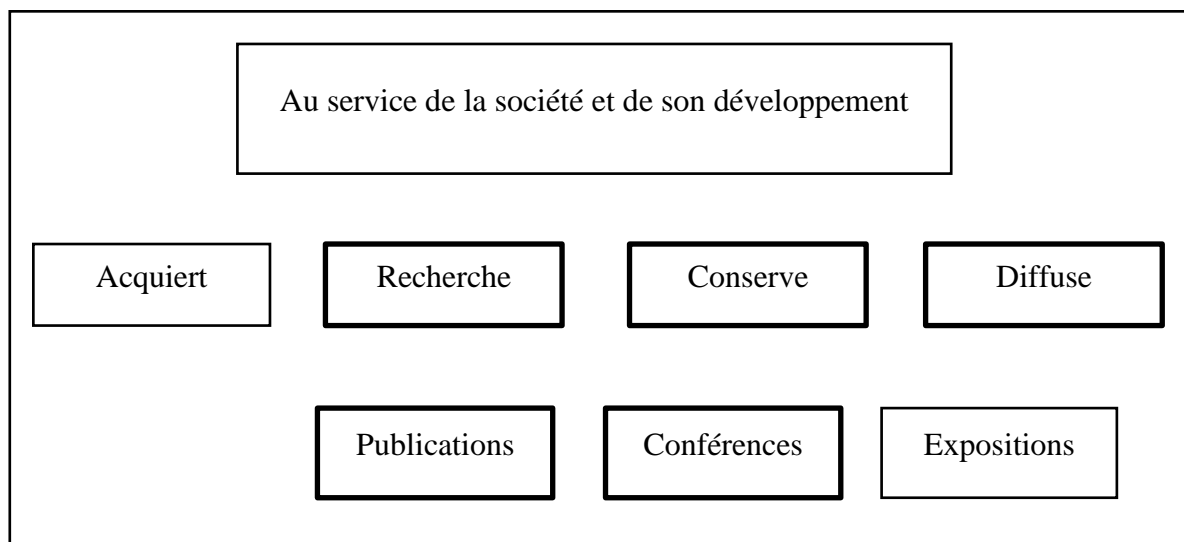 Au service de la société et de son développement
Acquiert Recherche Conserve Diffuse
Publications Conférences Expositions